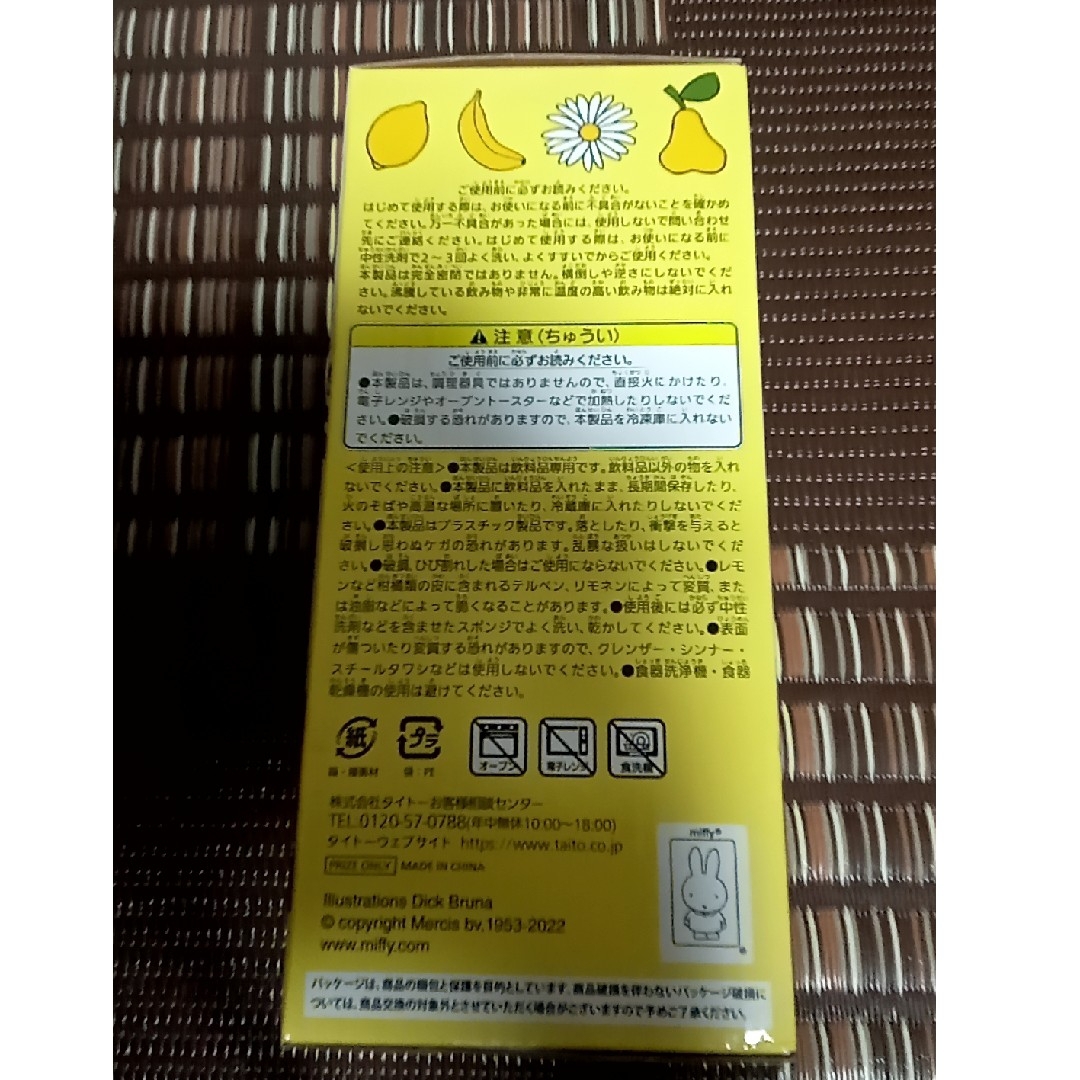 ご使用前に必ずお読みください。
はじめて使用する際は、お使いになる前に不具合がないことを確かめ
てください。万一不具合があった場合には、使用しないで問い合わせ
先にご連絡ください。はじめて使用する際は、お使いになる前に
中性洗剤で2～3回よく洗い、よくすすいでからご使用ください。
本製品は完全密閉ではありません。横倒しや逆さにしないでくだ
さい。沸騰している飲み物や非常に温度の高い飲み物は絶対に入れ
ないでください。
⚠注意(ちゅうい)
ご使用前に必ずお読みください。
●本製品は、調理器具ではありませんので、直接火にかけたり、
電子レンジやオーブントースターなどで加熱したりしないでくだ
さい。●破損する恐れがありますので、本製品を冷凍庫に入れない
でください。
<使用上の注意>●本製品は飲料品専用です。飲料品以外の物を入れ
ないでください。●本製品に飲料品を入れたまま、長期間保存したり、
火のそばや高温な場所に置いたり、冷蔵庫に入れたりしないでくだ
さい。●本製品はプラスチック製品です。落としたり、衝撃を与えると
破損し思わぬケガの恐れがあります。乱暴な扱いはしないでくだ
さい。●破損、ひび割れした場合はご使用にならないでください。●レモ
ンなど柑橘類の皮に含まれるテルペン、リモネンによって変質、また
は油脂などによって脆くなることがあります。●使用後には必ず中性
洗剤などを含ませたスポンジでよく洗い、乾かしてください。●表面
が傷ついたり変質する恐れがありますので、クレンザー・シンナー・
スチールタワシなどは使用しないでください。●食器洗浄機・食器
乾燥機の使用は避けてください。
紙 プラ オーブン 電子レンジ 食洗機
箱・緩衝材 袋:PE
株式会社タイトーお客様相談センター
TEL.0120-57-0788(年中無休10:00～18:00)
タイトーウェブサイト https://www.taito.co.jp
PRIZE ONLY MADE IN CHINA
miffy®
Illustrations Dick Bruna
© copyright Mercis bv,1953-2022
www.miffy.com
パッケージは、商品の梱包と保護を目的としています。商品破損を伴わないパッケージ破損に
ついては、商品交換の対象外とさせていただく場合がございますので予めご了承ください。